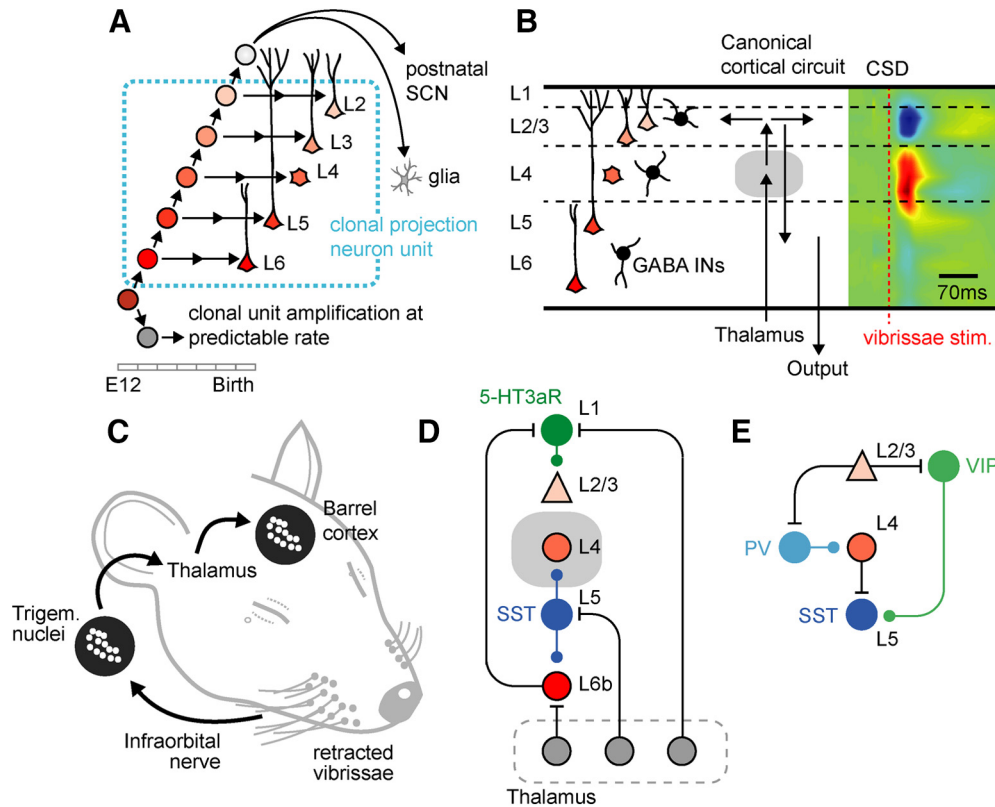 A
postnatal
SCN
L2
L3
L4
glia
L5
clonal projection
neuron unit
L6
clonal unit amplification at
predictable rate
E12
Birth
B
Canonical
cortical circuit
CSD
L1
L2/3
L4
L5
L6
GABA INs
70ms
Thalamus
vibrissae stim.
Output
C
Barrel
cortex
Thalamus
Trigem.
nuclei
Infraorbital
nerve
retracted
vibrissae
D
5-HT3aR
L1
L2/3
L4
L5
SST
L6b
Thalamus
E
L2/3
VIP
L4
PV
SST
L5